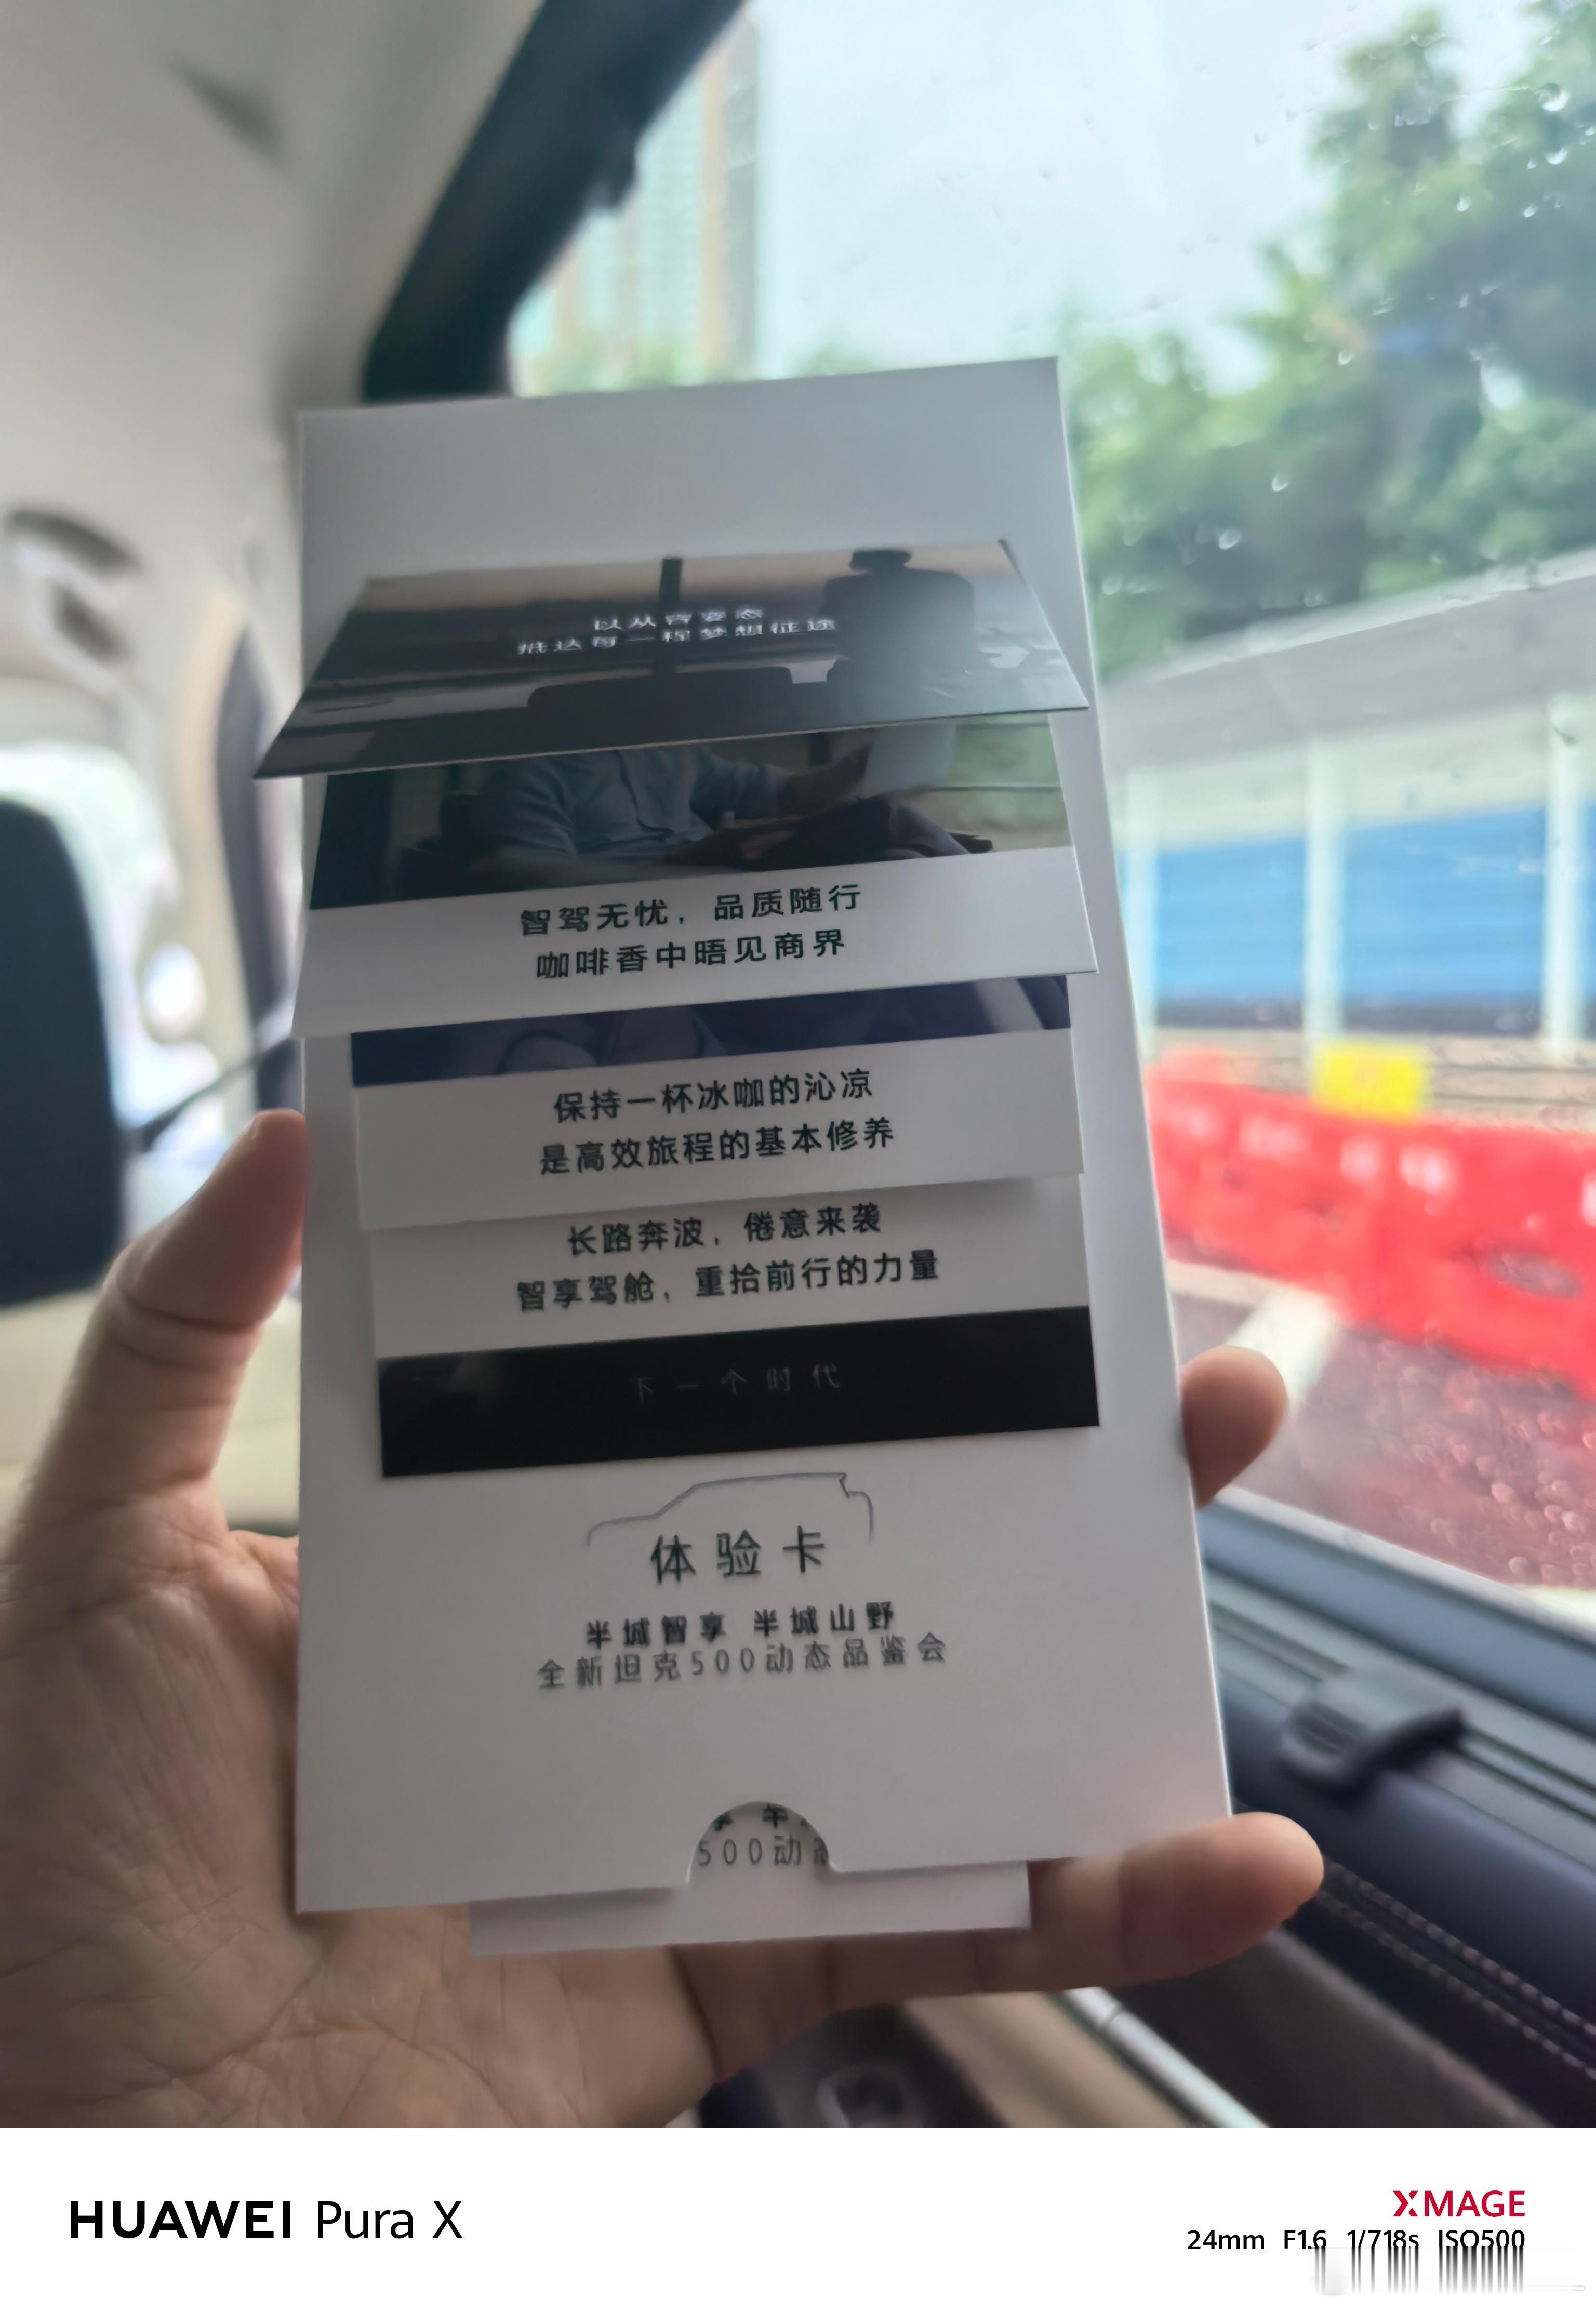 以从容姿态
抵达每一程梦想征途
智驾无忧，品质随行
咖啡香中晤见商界
保持一杯冰咖的沁凉
是高效旅程的基本修养
长路奔波，倦意来袭
智享驾舱，重拾前行的力量
下一个时代
体验卡
半城智享 半城山野
全新坦克500动态品鉴会
500动
HUAWEI Pura X
XMAGE
24mm F1.6 1/718s ISO500